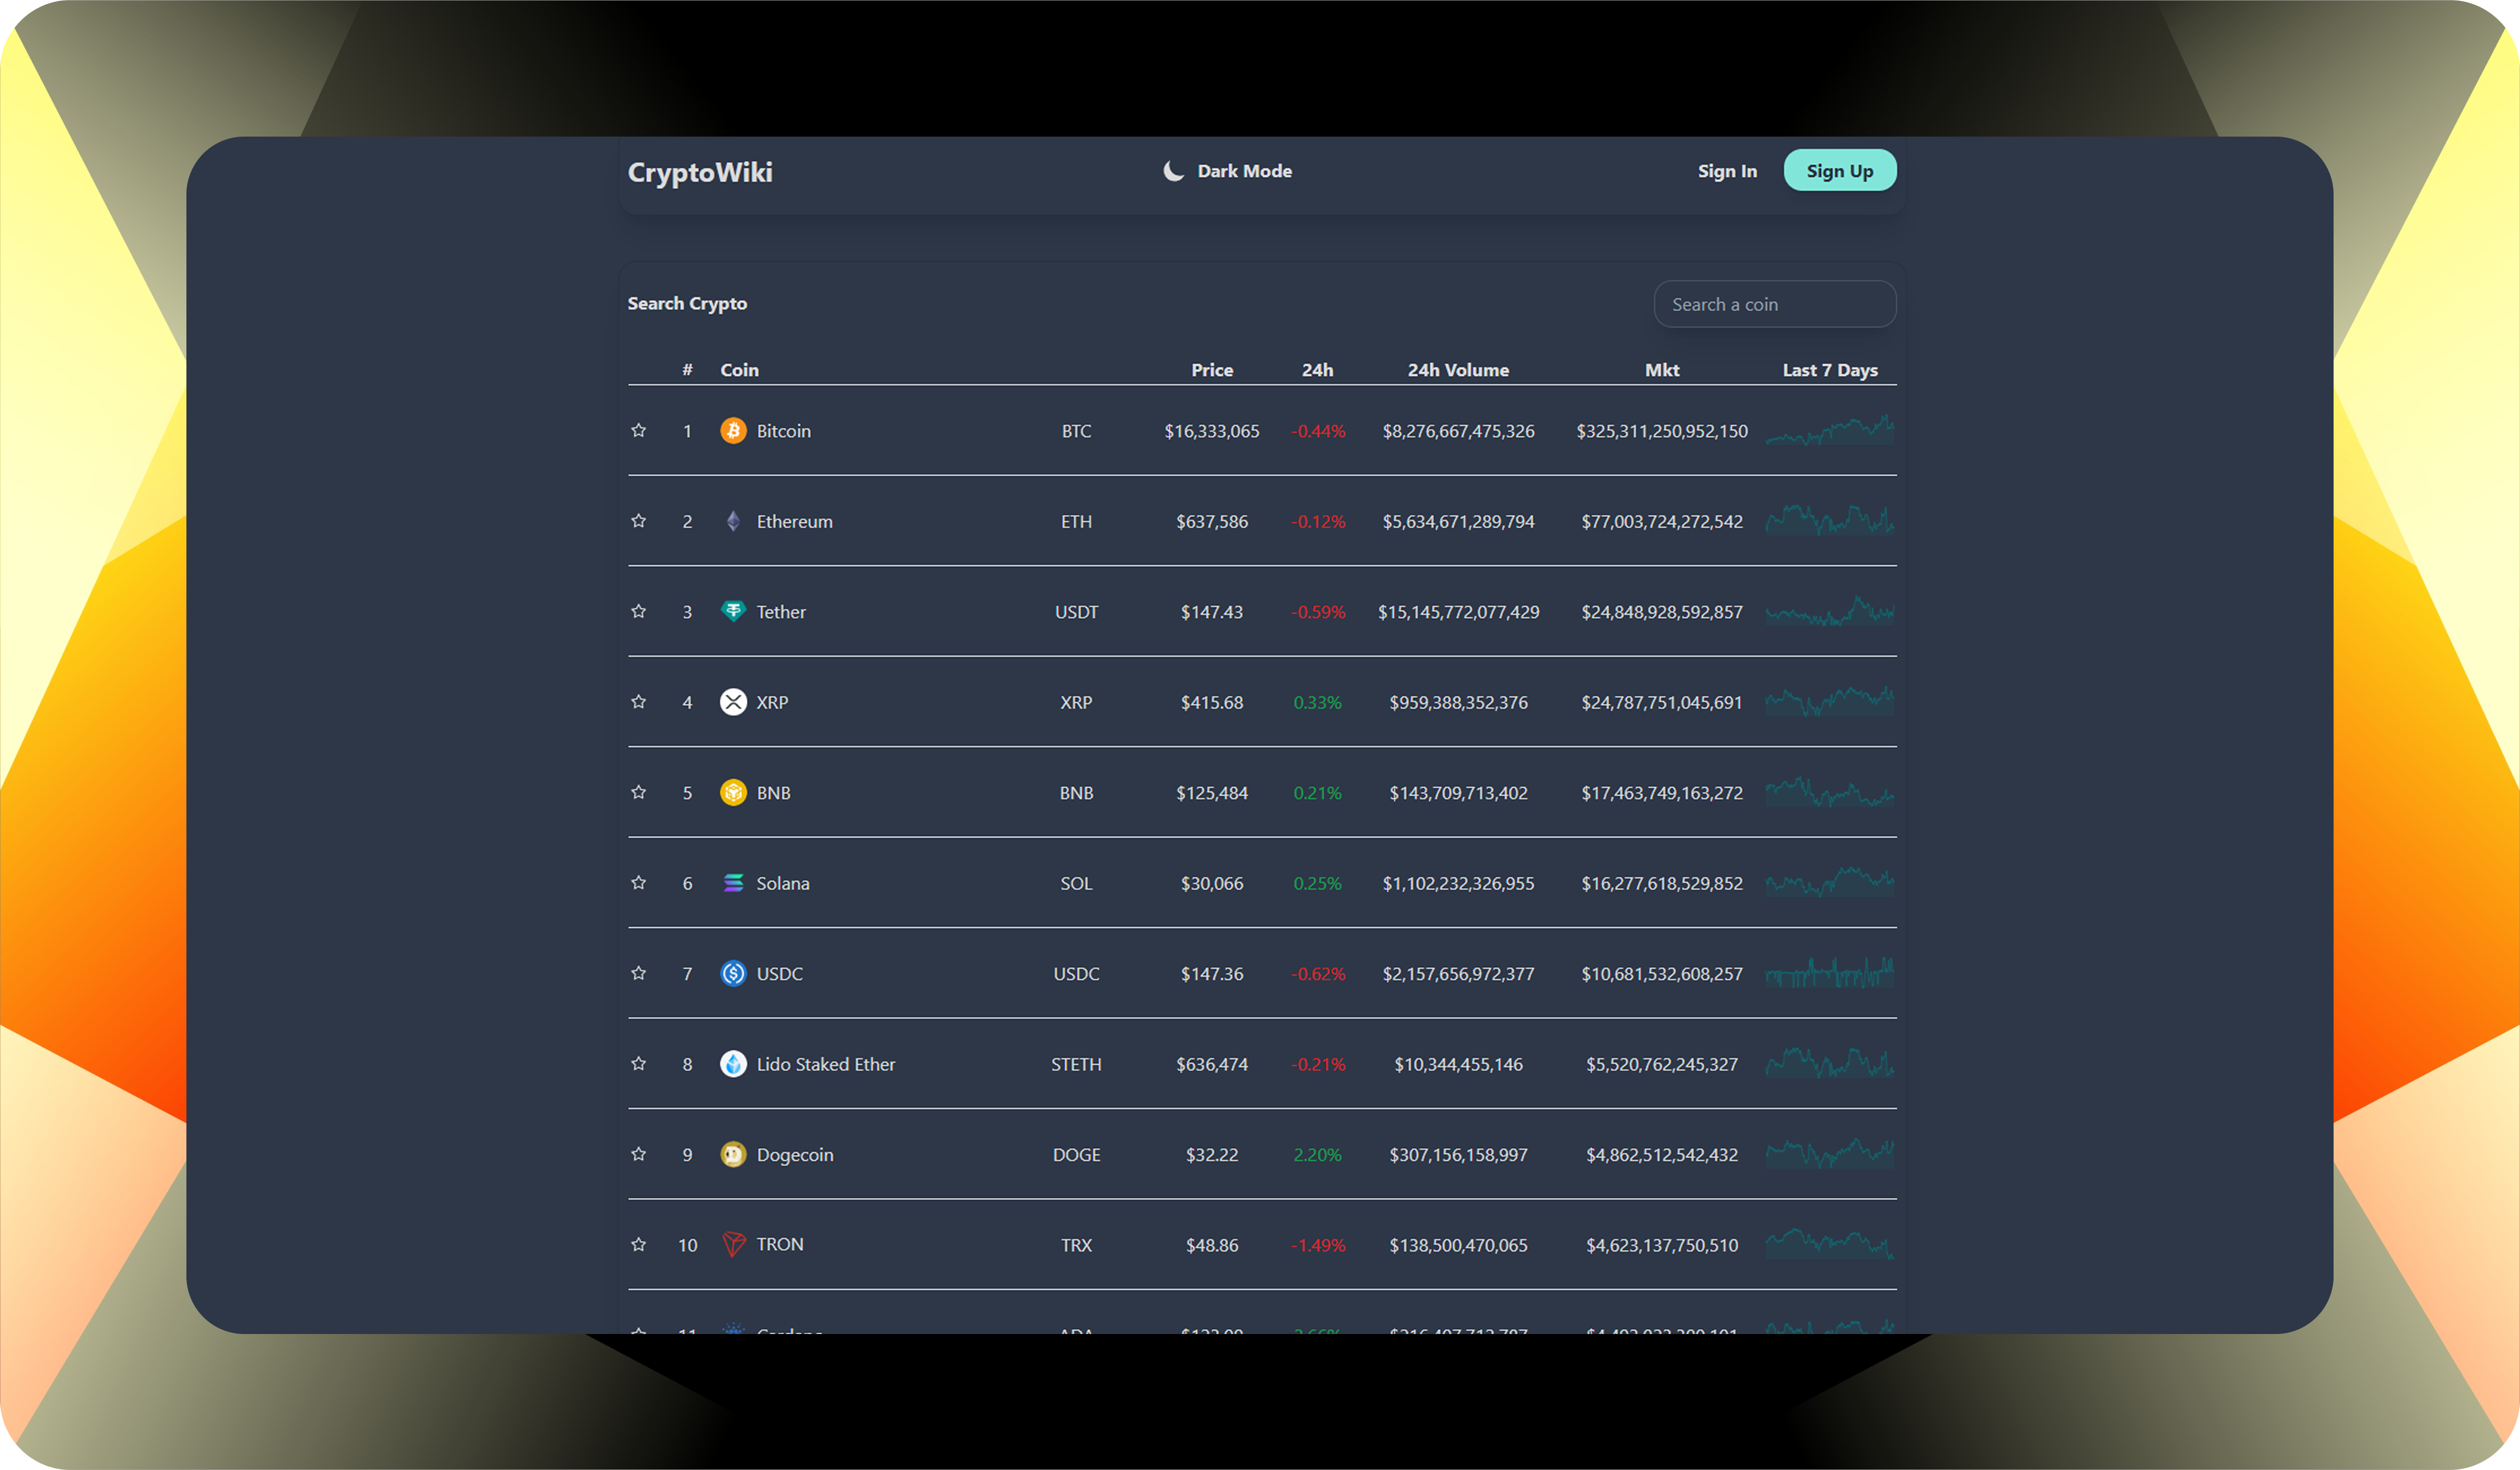 CryptoWiki Dark Mode Sign In Sign Up
Search Crypto Search a coin
# Coin Price 24h 24h Volume Mkt Last 7 Days
1 Bitcoin BTC $16,333,065 -0.44% $8,276,667,475,326 $325,311,250,952,150
2 Ethereum ETH $637,586 -0.12% $5,634,671,289,794 $77,003,724,272,542
3 Tether USDT $147.43 -0.59% $15,145,772,077,429 $24,848,928,592,857
4 XRP XRP $415.68 0.33% $959,388,352,376 $24,787,751,045,691
5 BNB BNB $125,484 0.21% $143,709,713,402 $17,463,749,163,272
6 Solana SOL $30,066 0.25% $1,102,232,326,955 $16,277,618,529,852
7 USDC USDC $147.36 -0.62% $2,157,656,972,377 $10,681,532,608,257
8 Lido Staked Ether STETH $636,474 -0.21% $10,344,455,146 $5,520,762,245,327
9 Dogecoin DOGE $32.22 2.20% $307,156,158,997 $4,862,512,542,432
10 TRON TRX $48.86 -1.49% $138,500,470,065 $4,623,137,750,510
11 Cardano ADA